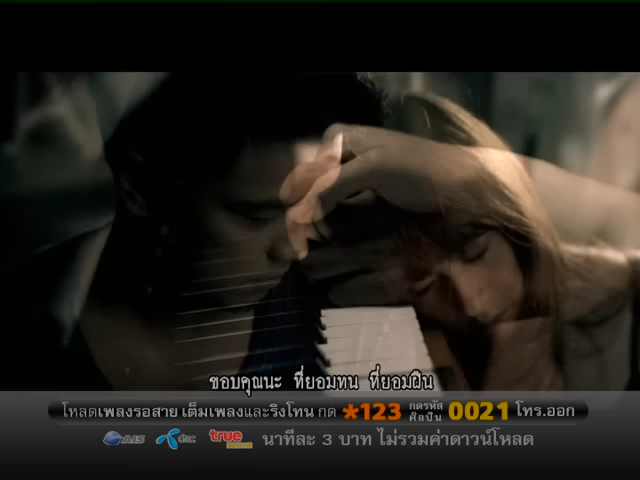 ขอบคุณนะ ที่ยอมทน ที่ยอมฝืน
โหลดเพลงรอสาย เต็มเพลงและริงโทน กด *123 กดรหัสศิลปิน 0021 โทร.ออก
AIS dtac true นาทีละ 3 บาท ไม่รวมค่าดาวน์โหลด